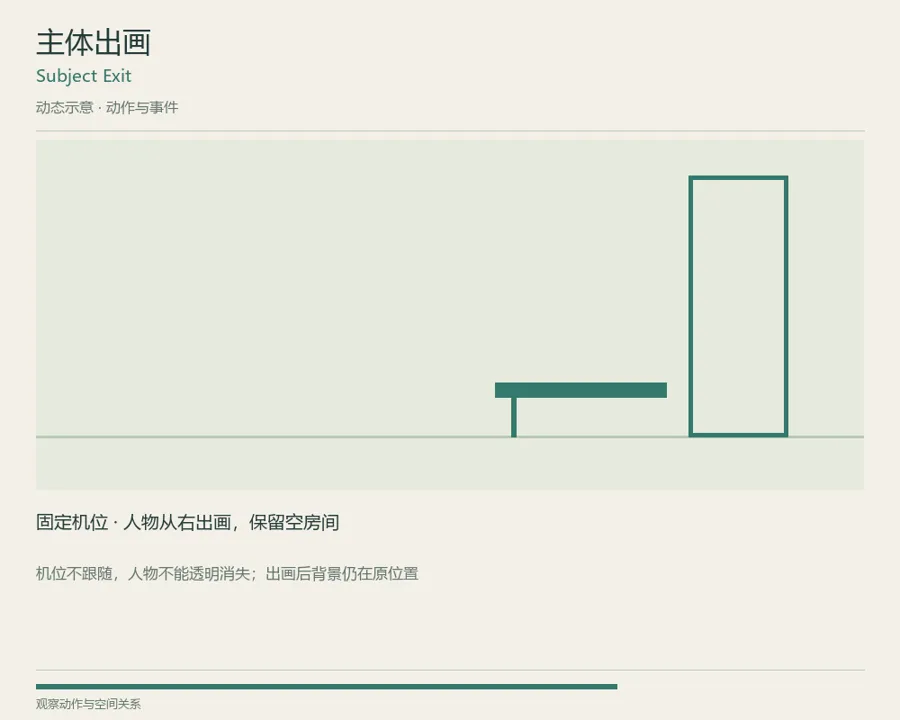 主体出画
Subject Exit
动态示意 · 动作与事件
固定机位 · 人物从右出画，保留空房间
机位不跟随，人物不能透明消失；出画后背景仍在原位置
观察动作与空间关系